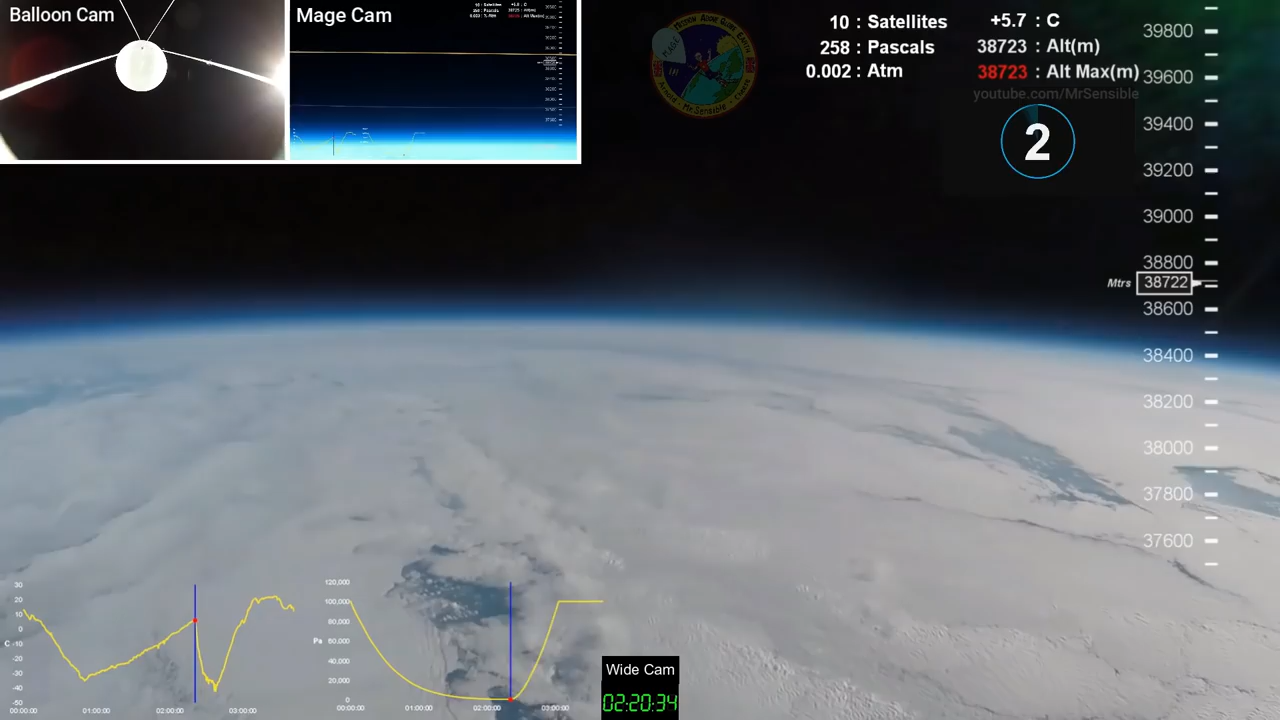 Balloon Cam
Mage Cam
10 : Satellites
258 : Pascals
0.002 : Atm
+5.7 : C
38723 : Alt(m)
38723 : Alt Max(m)
youtube.com/MrSensible
2
39800
39600
39400
39200
39000
38800
Mtrs 38722
38600
38400
38200
38000
37800
37600
30
20
10
0
C -10
-20
-30
-40
-50
00:00:00 01:00:00 02:00:00 03:00:00
120,000
100,000
80,000
Pa 60,000
40,000
20,000
0
00:00:00 01:00:00 02:00:00 03:00:00
Wide Cam
02:20:34